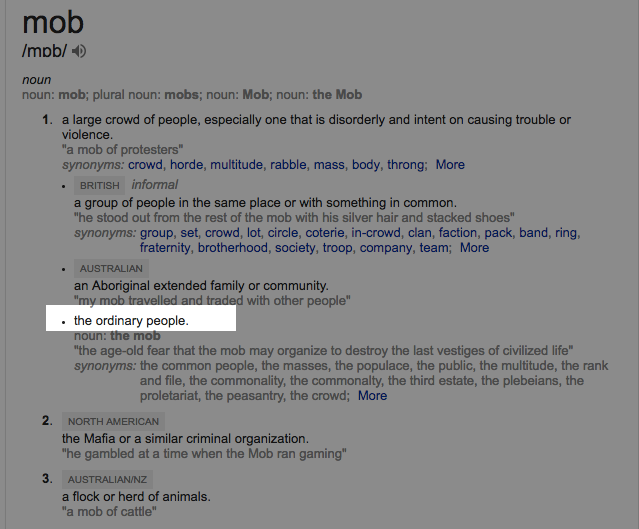 mob
/mɒb/
noun
noun: mob; plural noun: mobs; noun: Mob; noun: the Mob
1. a large crowd of people, especially one that is disorderly and intent on causing trouble or
violence.
"a mob of protesters"
synonyms: crowd, horde, multitude, rabble, mass, body, throng; More
• BRITISH informal
a group of people in the same place or with something in common.
"he stood out from the rest of the mob with his silver hair and stacked shoes"
synonyms: group, set, crowd, lot, circle, coterie, in-crowd, clan, faction, pack, band, ring,
fraternity, brotherhood, society, troop, company, team; More
• AUSTRALIAN
an Aboriginal extended family or community.
"my mob travelled and traded with other people"
• the ordinary people.
noun: the mob
"the age-old fear that the mob may organize to destroy the last vestiges of civilized life"
synonyms: the common people, the masses, the populace, the public, the multitude, the rank
and file, the commonality, the commonalty, the third estate, the plebeians, the
proletariat, the peasantry, the crowd; More
2. NORTH AMERICAN
the Mafia or a similar criminal organization.
"he gambled at a time when the Mob ran gaming"
3. AUSTRALIAN/NZ
a flock or herd of animals.
"a mob of cattle"